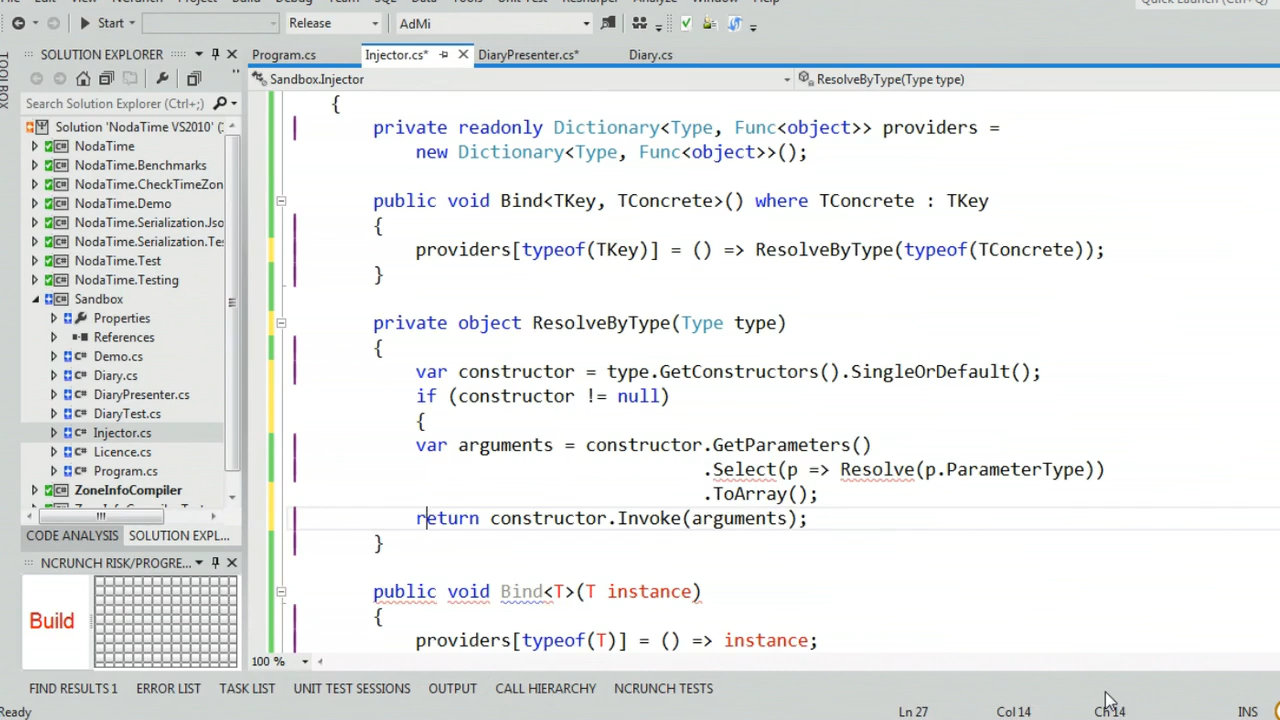 Start
Release
AdMi
SOLUTION EXPLORER
Program.cs
Injector.cs*
DiaryPresenter.cs*
Diary.cs
TOOLBOX
Sandbox.Injector
ResolveByType(Type type)
Search Solution Explorer (Ctrl+;)
Solution 'NodaTime VS2010' (
NodaTime
NodaTime.Benchmarks
NodaTime.CheckTimeZon
NodaTime.Demo
NodaTime.Serialization.Jso
NodaTime.Serialization.Te
NodaTime.Test
NodaTime.Testing
Sandbox
Properties
References
Demo.cs
Diary.cs
DiaryPresenter.cs
DiaryTest.cs
Injector.cs
Licence.cs
Program.cs
ZoneInfoCompiler
CODE ANALYSIS
SOLUTION EXPL...
NCRUNCH RISK/PROGRE...
Build
{
private readonly Dictionary<Type, Func<object>> providers =
new Dictionary<Type, Func<object>>();
public void Bind<TKey, TConcrete>() where TConcrete : TKey
{
providers[typeof(TKey)] = () => ResolveByType(typeof(TConcrete));
}
private object ResolveByType(Type type)
{
var constructor = type.GetConstructors().SingleOrDefault();
if (constructor != null)
{
var arguments = constructor.GetParameters()
.Select(p => Resolve(p.ParameterType))
.ToArray();
return constructor.Invoke(arguments);
}
public void Bind<T>(T instance)
{
providers[typeof(T)] = () => instance;
100 %
FIND RESULTS 1
ERROR LIST
TASK LIST
UNIT TEST SESSIONS
OUTPUT
CALL HIERARCHY
NCRUNCH TESTS
Ready
Ln 27
Col 14
Ch 14
INS